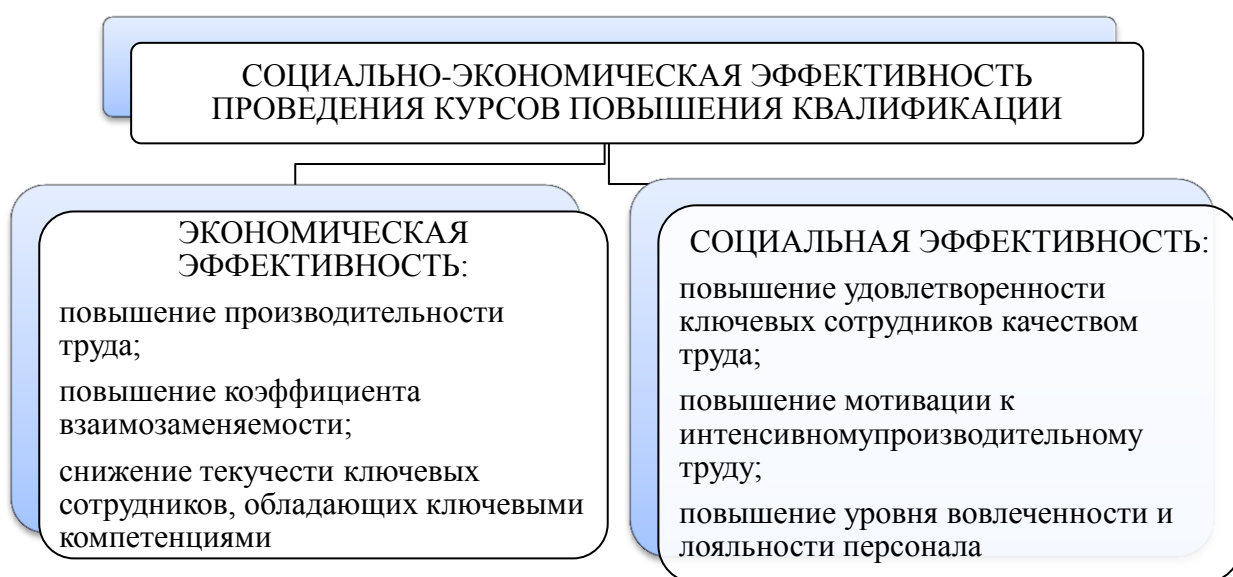 СОЦИАЛЬНО-ЭКОНОМИЧЕСКАЯ ЭФФЕКТИВНОСТЬ
ПРОВЕДЕНИЯ КУРСОВ ПОВЫШЕНИЯ КВАЛИФИКАЦИИ
ЭКОНОМИЧЕСКАЯ
ЭФФЕКТИВНОСТЬ:
повышение производительности
труда;
повышение коэффициента
взаимозаменяемости;
снижение текучести ключевых
сотрудников, обладающих ключевыми
компетенциями
СОЦИАЛЬНАЯ ЭФФЕКТИВНОСТЬ:
повышение удовлетворенности
ключевых сотрудников качеством
труда;
повышение мотивации к
интенсивномупроизводительному
труду;
повышение уровня вовлеченности и
лояльности персонала